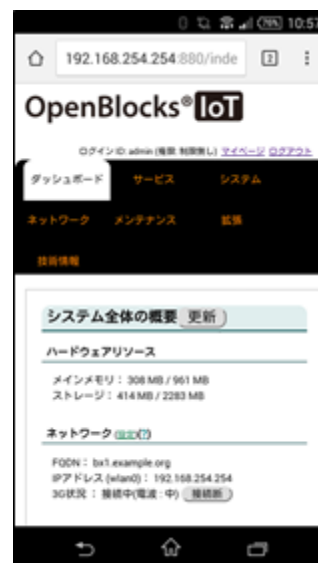 76% 10:57
192.168.254.254:880/inde 2
OpenBlocks® IoT
ログインID: admin (権限: 制限無し) マイページ ログアウト
ダッシュボード サービス システム
ネットワーク メンテナンス 拡張
技術情報
システム全体の概要 更新
ハードウェアリソース
メインメモリ： 308 MB / 961 MB
ストレージ： 414 MB / 2283 MB
ネットワーク (設定)(?)
FQDN： bx1.example.org
IPアドレス (wlan0)： 192.168.254.254
3G状況 ： 接続中(電波 : 中) 接続断